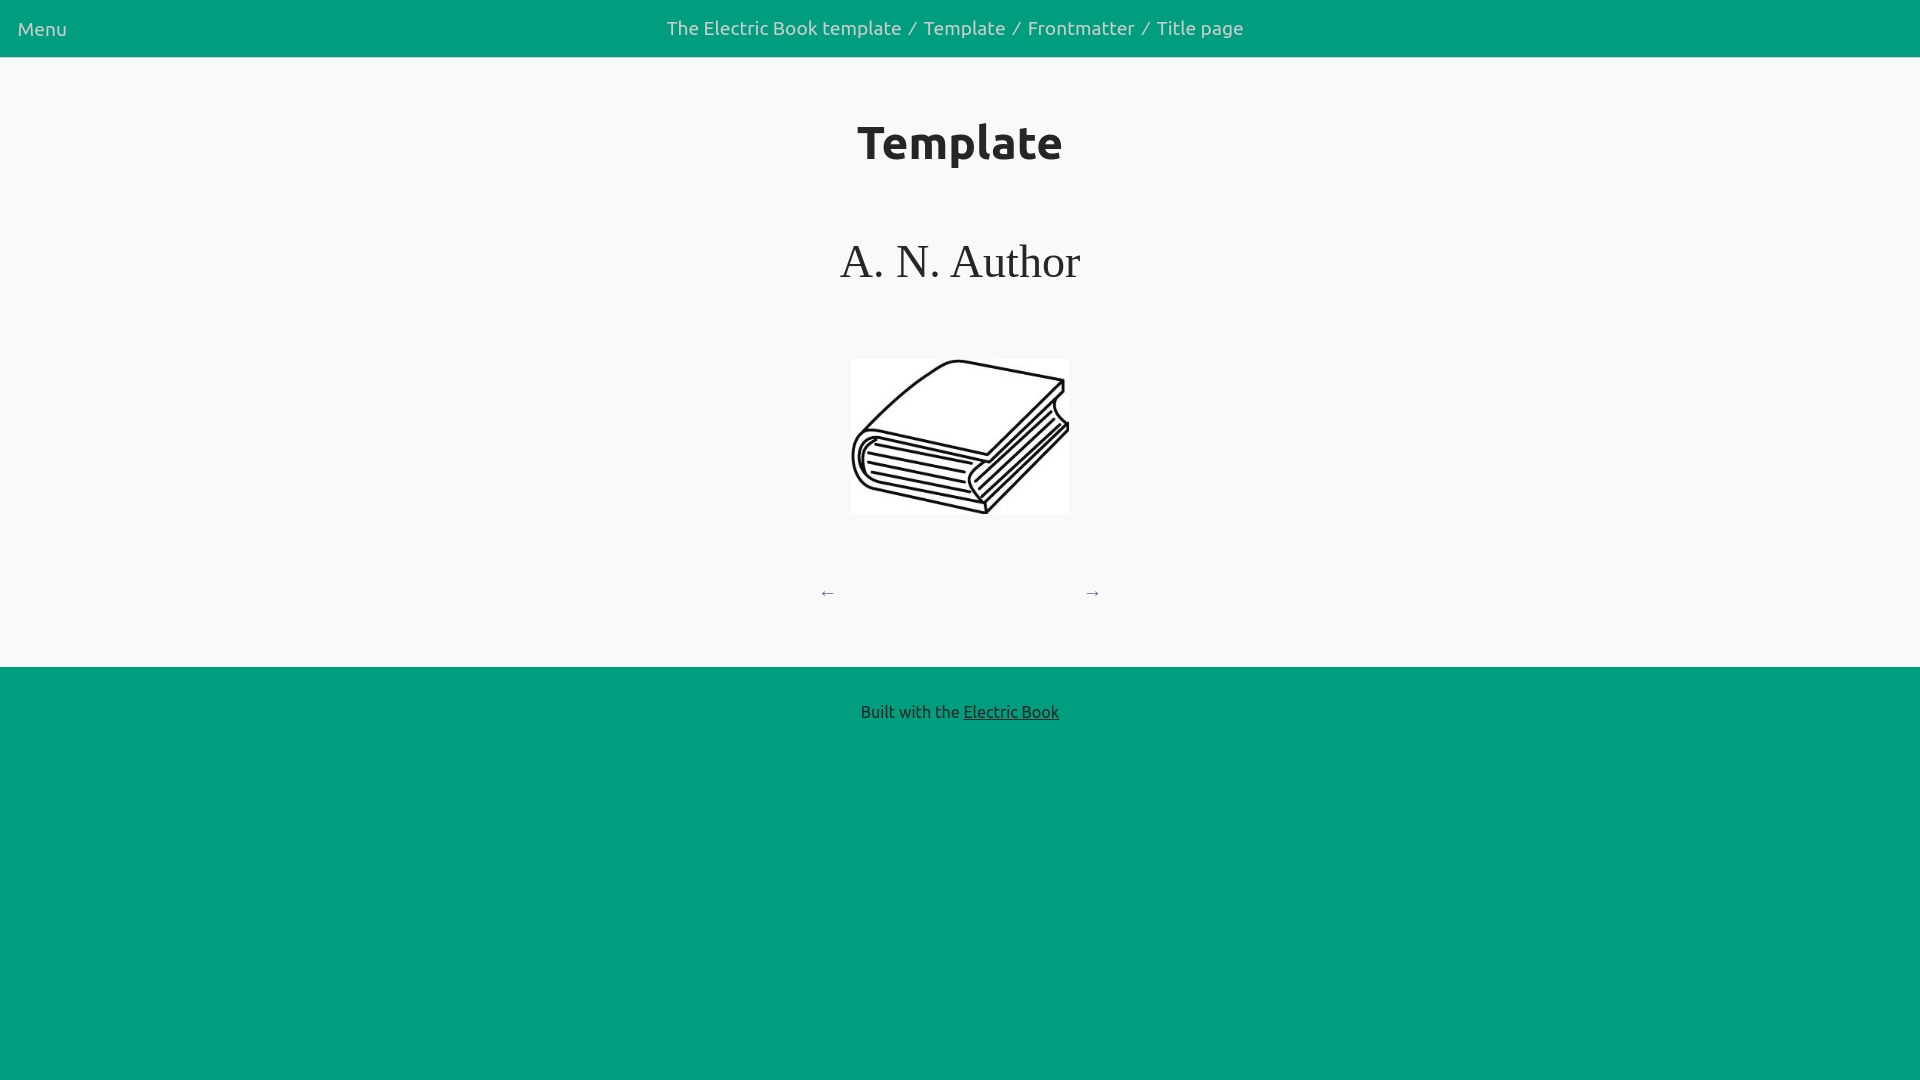 Menu
The Electric Book template / Template / Frontmatter / Title page
Template
A. N. Author
← →
Built with the Electric Book